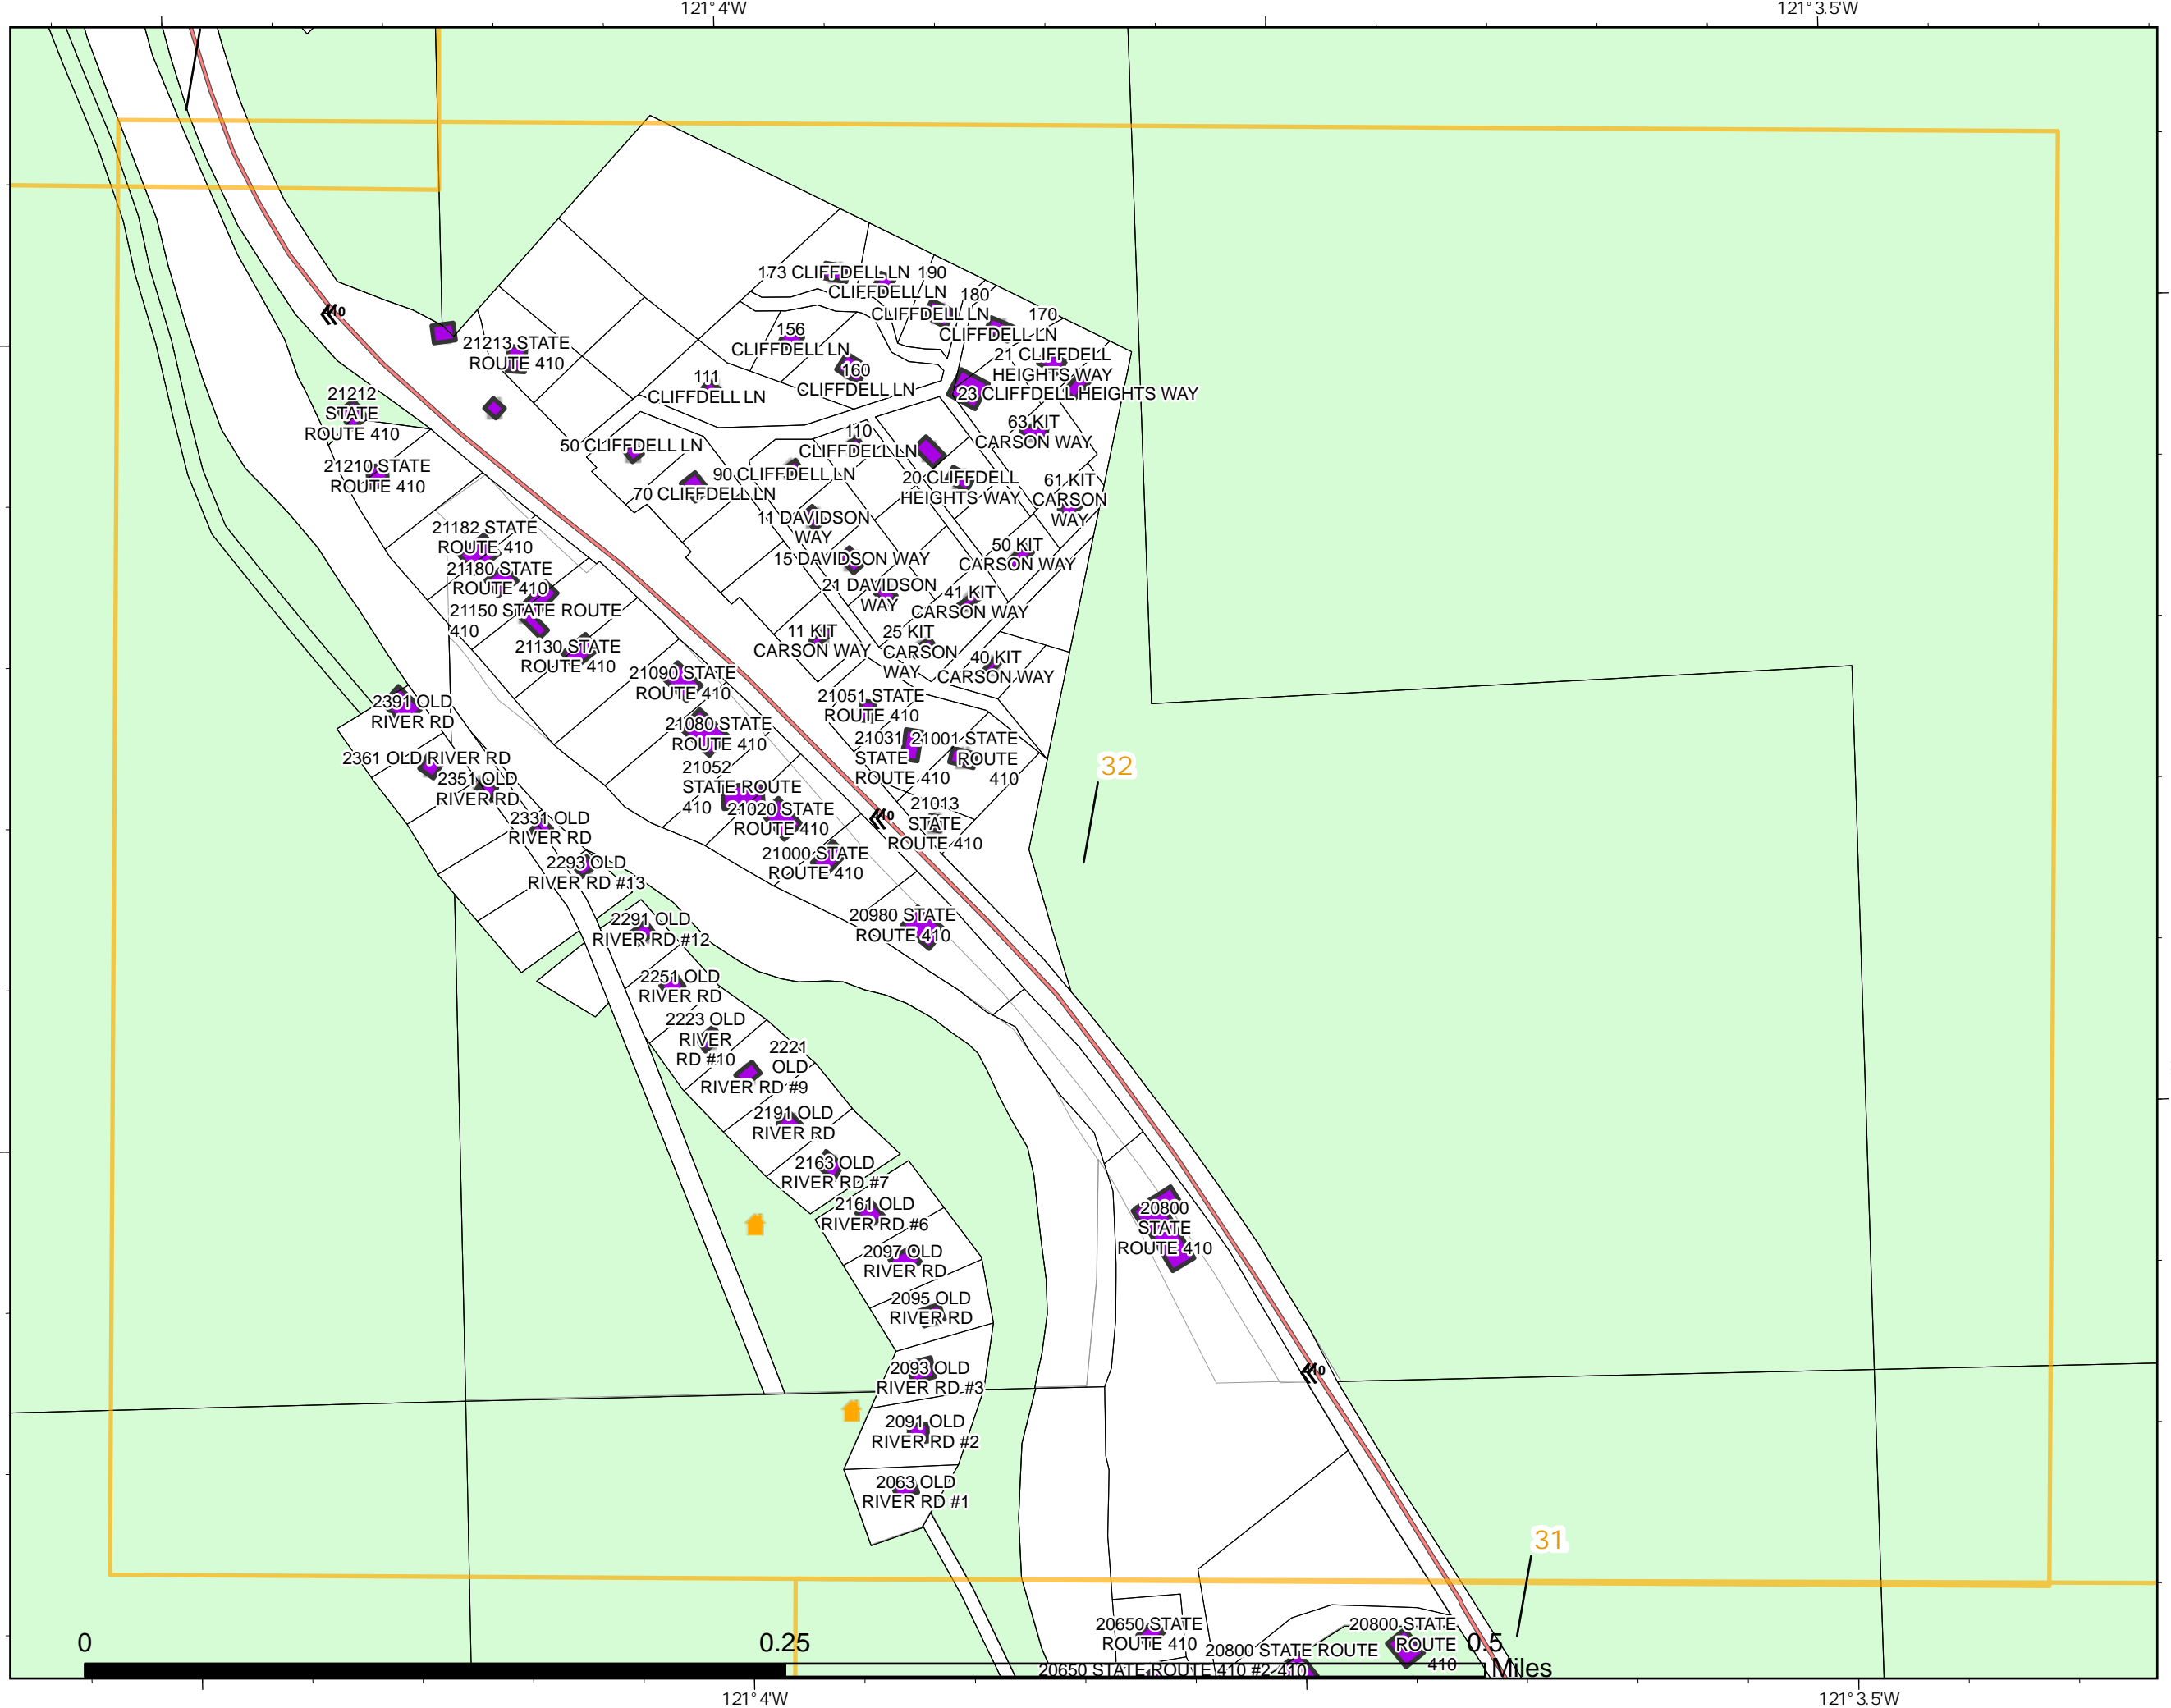 121°4'W
121°3.5'W
173 CLIFFDELL LN
190
CLIFFDELL LN
180
CLIFFDELL LN
170
CLIFFDELL LN
156
CLIFFDELL LN
21213 STATE
ROUTE 410
21 CLIFFDELL
HEIGHTS WAY
160
CLIFFDELL LN
111
CLIFFDELL LN
23 CLIFFDELL HEIGHTS WAY
21212
STATE
ROUTE 410
63 KIT
CARSON WAY
110
CLIFFDELL LN
50 CLIFFDELL LN
21210 STATE
ROUTE 410
90 CLIFFDELL LN
20 CLIFFDELL
HEIGHTS WAY
70 CLIFFDELL LN
61 KIT
CARSON
WAY
11 DAVIDSON
WAY
21182 STATE
ROUTE 410
50 KIT
CARSON WAY
15 DAVIDSON WAY
21180 STATE
ROUTE 410
21 DAVIDSON
WAY
41 KIT
CARSON WAY
21150 STATE ROUTE
410
11 KIT
CARSON WAY
25 KIT
CARSON
WAY
21130 STATE
ROUTE 410
40 KIT
CARSON WAY
21090 STATE
ROUTE 410
21051 STATE
ROUTE 410
2391 OLD
RIVER RD
21080 STATE
ROUTE 410
21031
STATE
ROUTE 410
21001 STATE
ROUTE
410
2361 OLD RIVER RD
32
21052
STATE ROUTE
410
2351 OLD
RIVER RD
21020 STATE
ROUTE 410
21013
STATE
ROUTE 410
2331 OLD
RIVER RD
21000 STATE
ROUTE 410
2293 OLD
RIVER RD #13
20980 STATE
ROUTE 410
2291 OLD
RIVER RD #12
2251 OLD
RIVER RD
2223 OLD
RIVER
RD #10
2221
OLD
RIVER RD #9
2191 OLD
RIVER RD
2163 OLD
RIVER RD #7
2161 OLD
RIVER RD #6
20800
STATE
ROUTE 410
2097 OLD
RIVER RD
2095 OLD
RIVER RD
2093 OLD
RIVER RD #3
2091 OLD
RIVER RD #2
2063 OLD
RIVER RD #1
31
20650 STATE
ROUTE 410
20800 STATE ROUTE
410
20800 STATE
ROUTE
410
20650 STATE ROUTE 410 #2
0
0.25
0.5
Miles
121°4'W
121°3.5'W